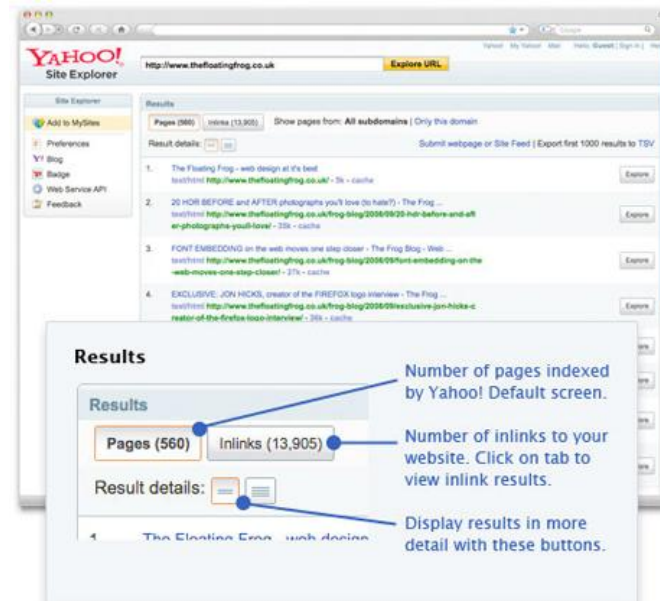 Google
Yahoo! My Yahoo! Mail Hello, Guest [Sign in]
YAHOO!
Site Explorer
http://www.thefloatingfrog.co.uk
Explore URL
Site Explorer
Add to MySites
Preferences
Y! Blog
Badge
Web Service API
Feedback
Results
Pages (560) Inlinks (13,905) Show pages from: All subdomains | Only this domain
Result details:
Submit webpage or Site Feed | Export first 1000 results to TSV
1. The Floating Frog - web design at it's best
text/html http://www.thefloatingfrog.co.uk/ - 5k - cache
Explore
2. 20 HDR BEFORE and AFTER photographs you'll love (to hate?) - The Frog ...
text/html http://www.thefloatingfrog.co.uk/frog-blog/2008/09/20-hdr-before-and-aft
er-photographs-youll-love/ - 35k - cache
Explore
3. FONT EMBEDDING on the web moves one step closer - The Frog Blog - Web ...
text/html http://www.thefloatingfrog.co.uk/frog-blog/2008/09/font-embedding-on-the
-web-moves-one-step-closer/ - 27k - cache
Explore
4. EXCLUSIVE: JON HICKS, creator of the FIREFOX logo interview - The Frog ...
text/html http://www.thefloatingfrog.co.uk/frog-blog/2008/09/exclusive-jon-hicks-c
reator-of-the-firefox-logo-interview/ - 36k - cache
Explore
Results
Results
Pages (560) Inlinks (13,905)
Result details:
1 The Floating Frog - web design
Number of pages indexed
by Yahoo! Default screen.
Number of inlinks to your
website. Click on tab to
view inlink results.
Display results in more
detail with these buttons.